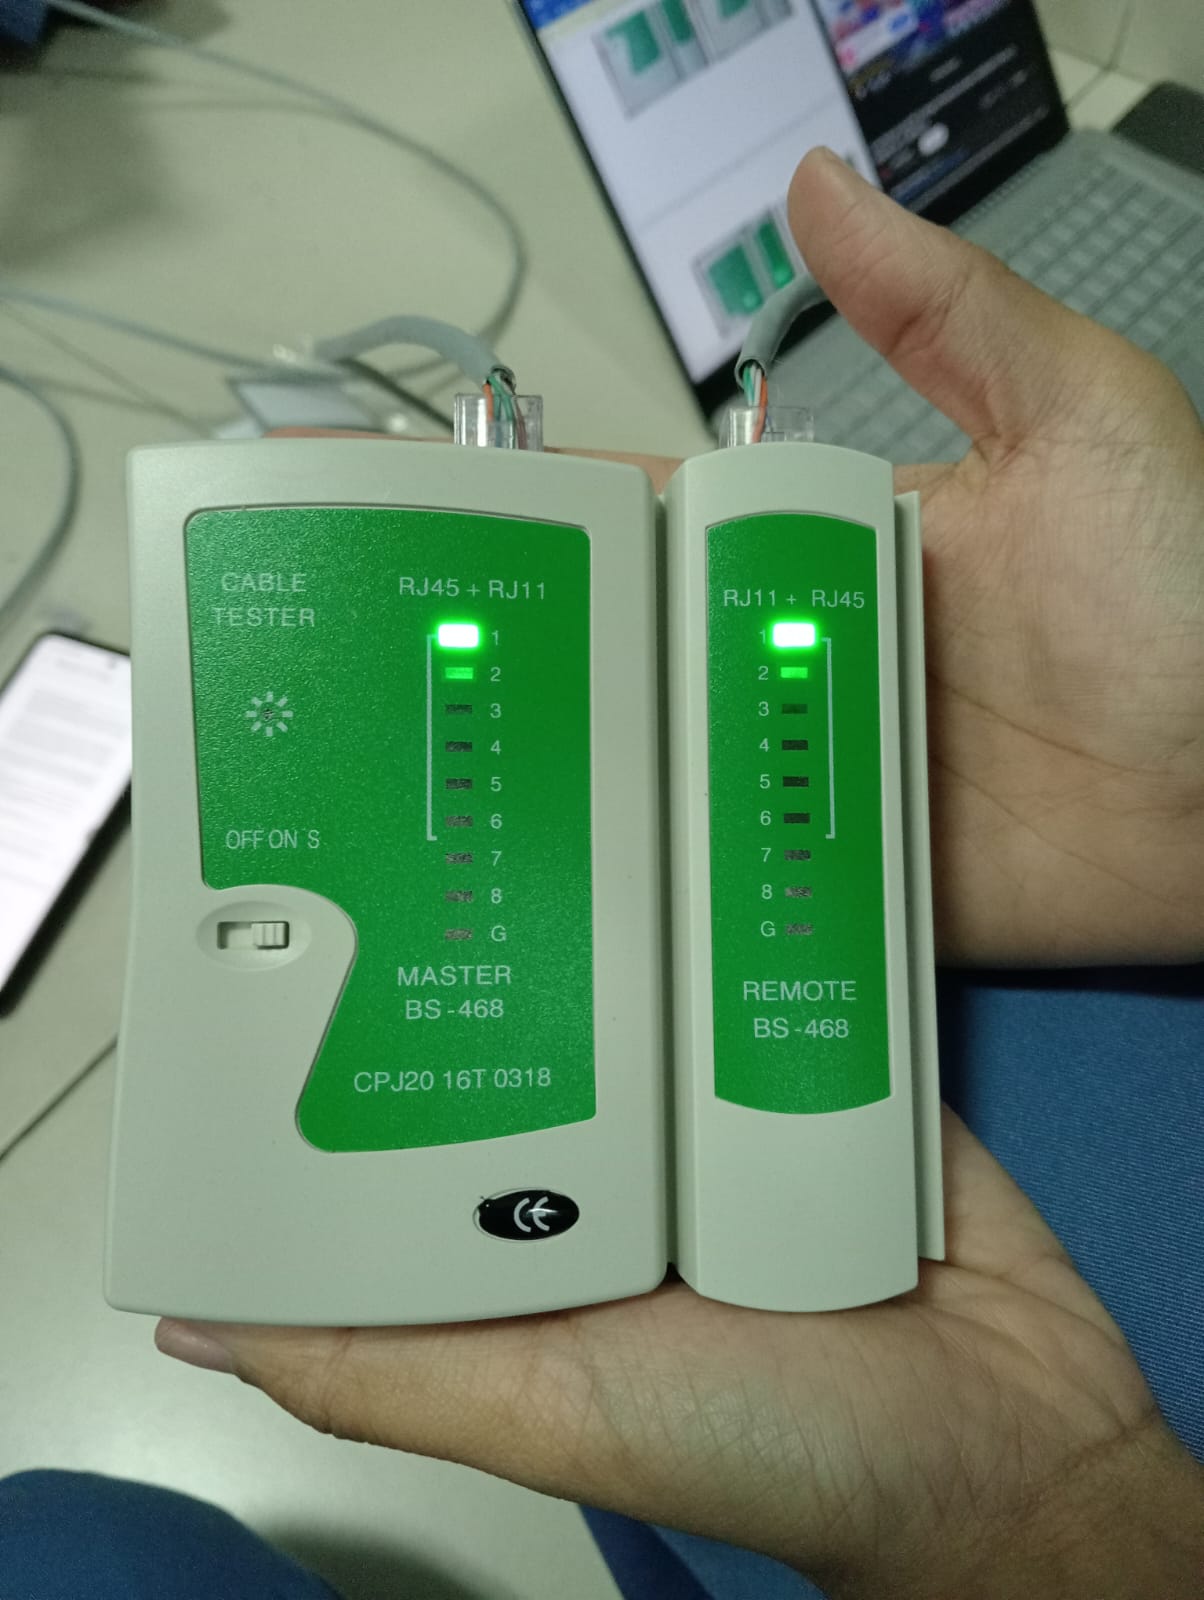 CABLE
TESTER
OFF ON S
RJ45 + RJ11
1
2
3
4
5
6
7
8
G
MASTER
BS-468
CPJ20 16T 0318
CE
RJ11 + RJ45
1
2
3
4
5
6
7
8
G
REMOTE
BS-468